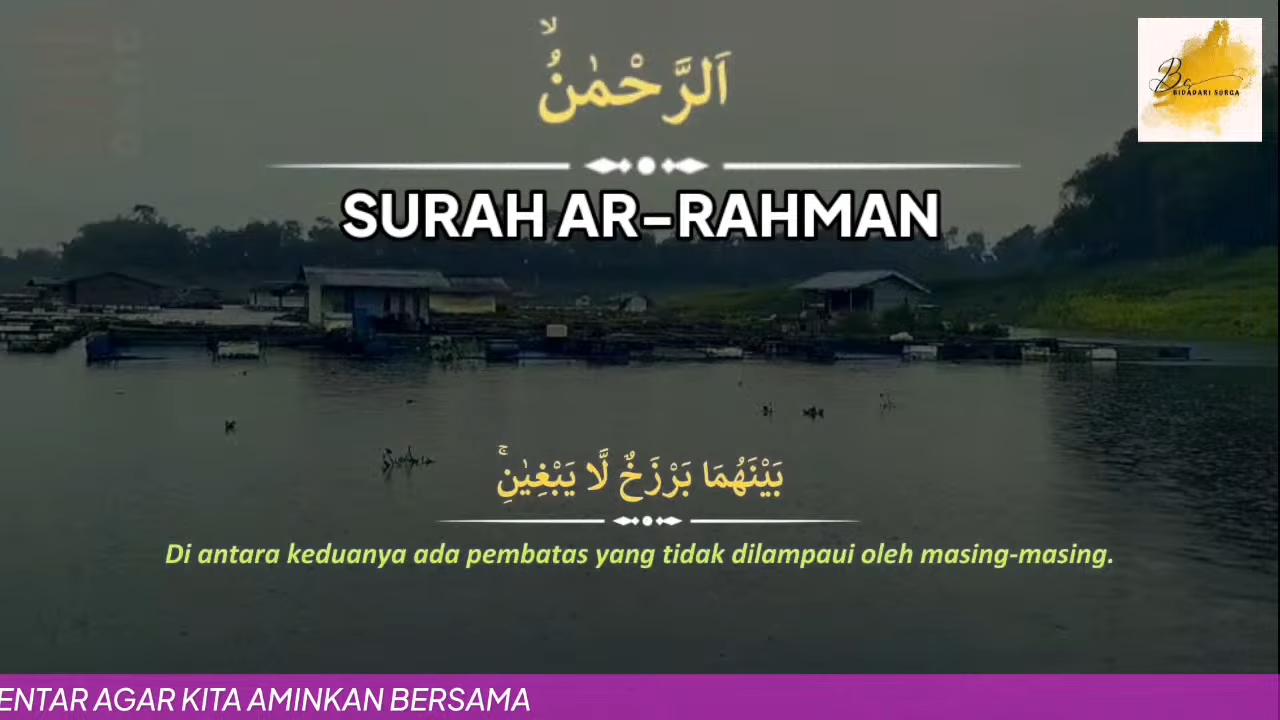 اَلرَّحْمٰنُۙ
SURAH AR-RAHMAN
BIDADARI SURGA
بَيْنَهُمَا بَرْزَخٌ لَّا يَبْغِيٰنِۚ
Di antara keduanya ada pembatas yang tidak dilampaui oleh masing-masing.
ENTAR AGAR KITA AMINKAN BERSAMA